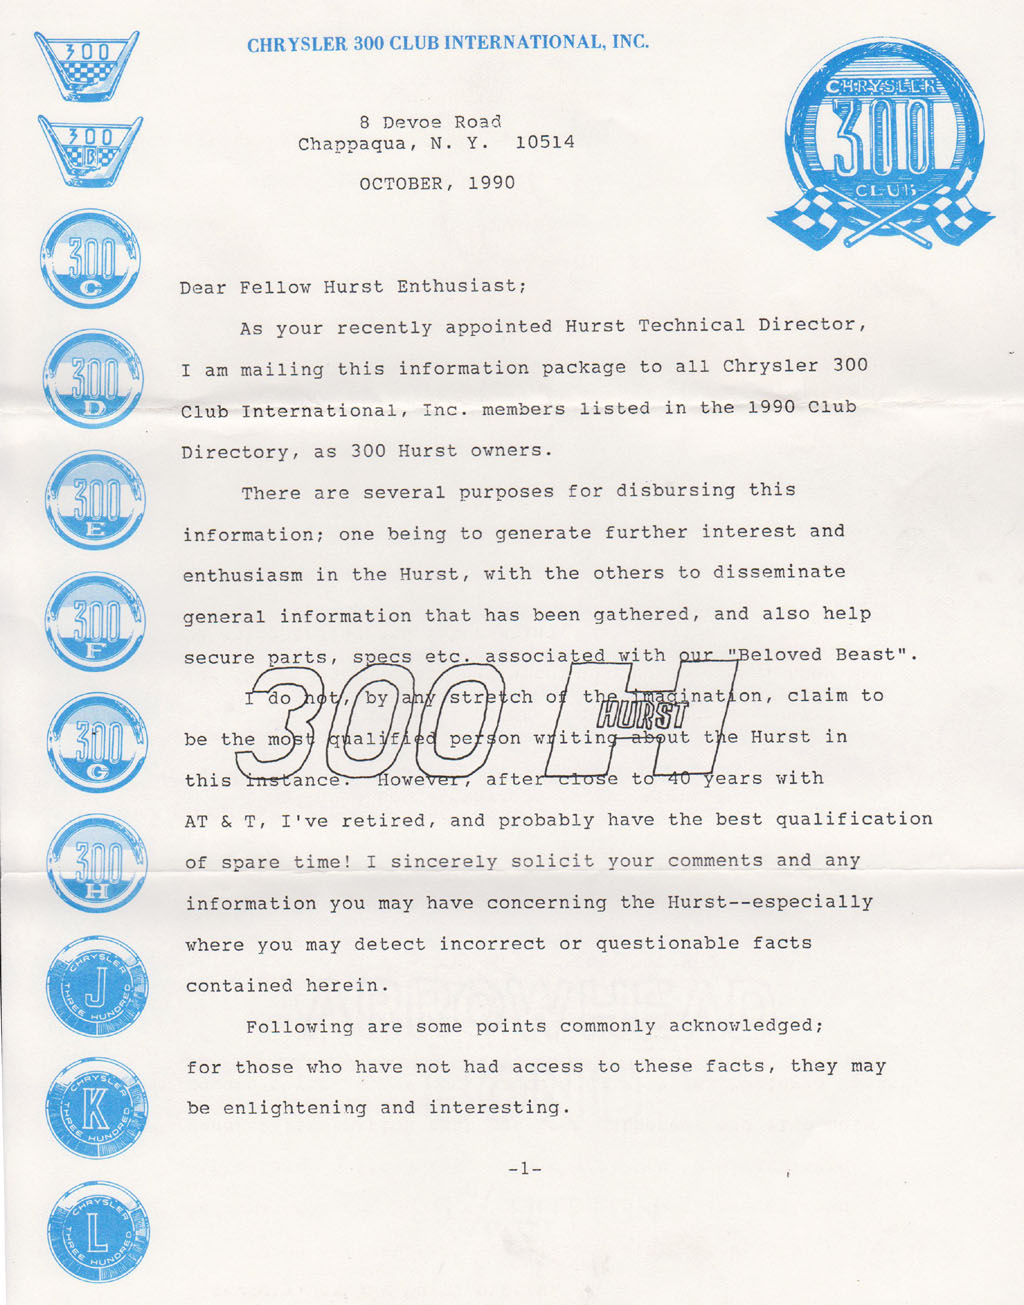 CHRYSLER 300 CLUB INTERNATIONAL, INC.
8 Devoe Road
Chappaqua, N. Y. 10514
OCTOBER, 1990
CHRYSLER
300
CLUB
300
300
B
300
C
300
D
300
E
300
F
300
G
300
H
CHRYSLER
J
THREE HUNDRED
CHRYSLER
K
THREE HUNDRED
CHRYSLER
L
THREE HUNDRED
Dear Fellow Hurst Enthusiast;
As your recently appointed Hurst Technical Director,
I am mailing this information package to all Chrysler 300
Club International, Inc. members listed in the 1990 Club
Directory, as 300 Hurst owners.
There are several purposes for disbursing this
information; one being to generate further interest and
enthusiasm in the Hurst, with the others to disseminate
general information that has been gathered, and also help
secure parts, specs etc. associated with our "Beloved Beast".
I do not, by any stretch of the imagination, claim to
be the most qualified person writing about the Hurst in
this instance. However, after close to 40 years with
AT & T, I've retired, and probably have the best qualification
of spare time! I sincerely solicit your comments and any
information you may have concerning the Hurst--especially
where you may detect incorrect or questionable facts
contained herein.
Following are some points commonly acknowledged;
for those who have not had access to these facts, they may
be enlightening and interesting.
300 H
HURST
-1-